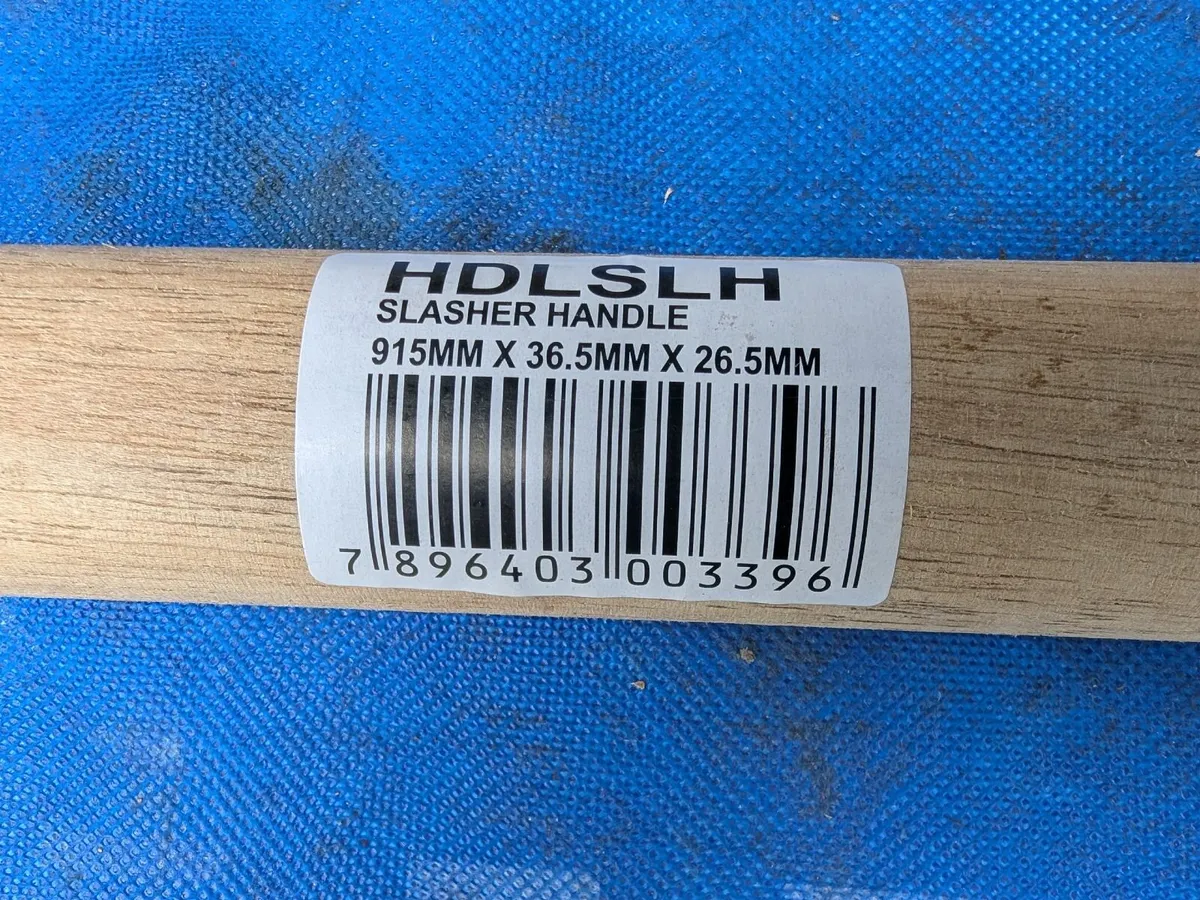 HDLSLH
SLASHER HANDLE
915MM X 36.5MM X 26.5MM
7 896403 003396